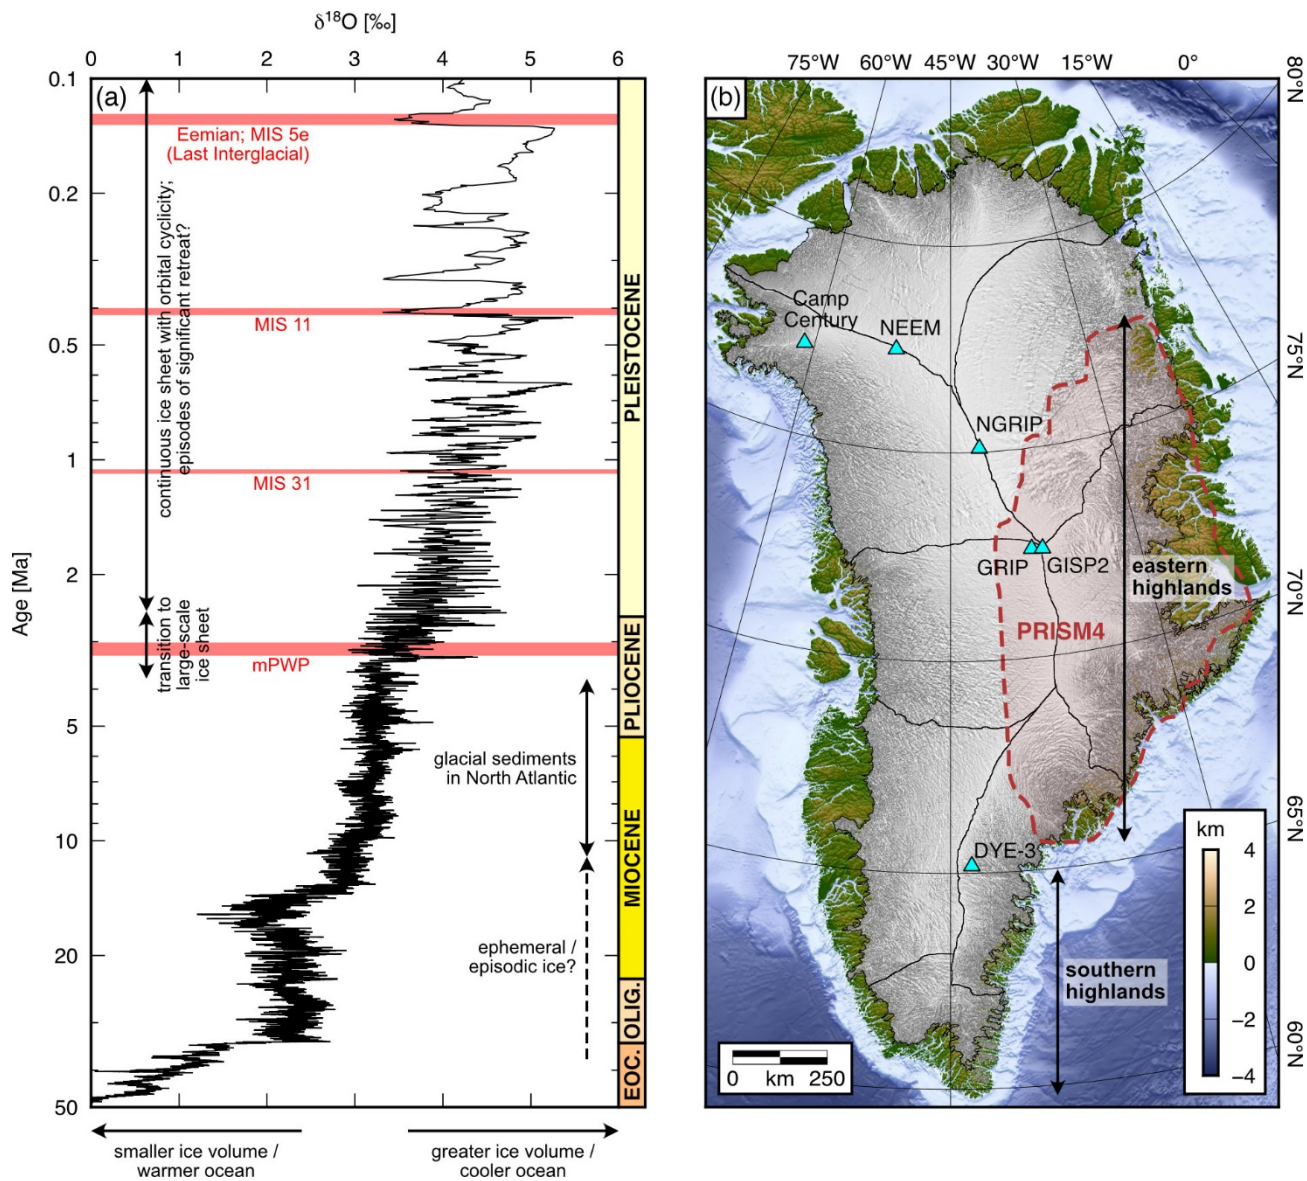 δ18O [‰]
0 1 2 3 4 5 6
(a)
0.1
0.2
0.5
1
2
5
10
20
50
Age [Ma]
continuous ice sheet with orbital cyclicity;
episodes of significant retreat?
transition to
large-scale
ice sheet
Eemian; MIS 5e
(Last Interglacial)
MIS 11
MIS 31
mPWP
glacial sediments
in North Atlantic
ephemeral /
episodic ice?
PLEISTOCENE
PLIOCENE
MIOCENE
OLIG.
EOC.
smaller ice volume /
warmer ocean
greater ice volume /
cooler ocean
(b)
75°W 60°W 45°W 30°W 15°W 0°
80°N
75°N
70°N
65°N
60°N
Camp
Century
NEEM
NGRIP
GRIP GISP2
eastern
highlands
PRISM4
DYE-3
southern
highlands
0 km 250
km
4
2
0
−2
−4